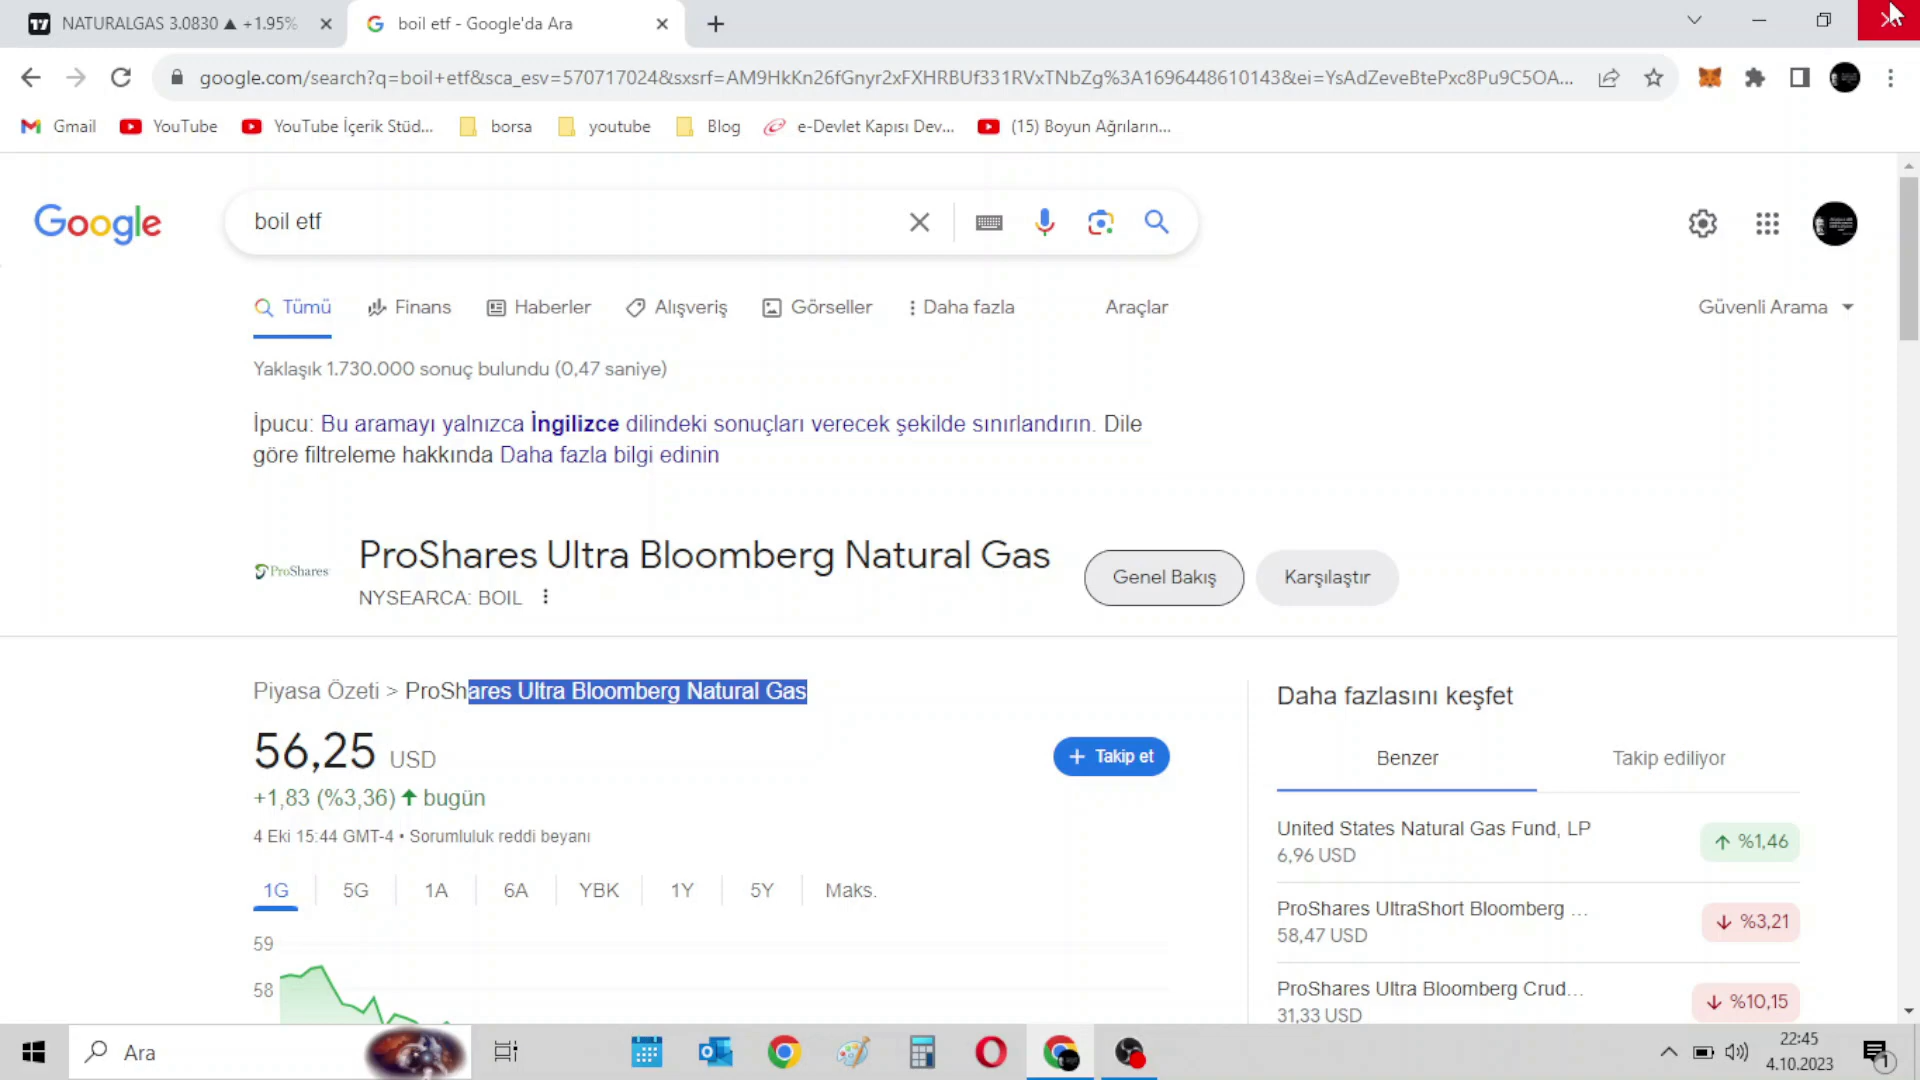 NATURALGAS 3.0830 ▲ +1.95%
boil etf - Google'da Ara
google.com/search?q=boil+etf&sca_esv=570717024&sxsrf=AM9HkKn26fGnyr2xFXHRBUf331RVxTNbZg%3A1696448610143&ei=YsAdZeveBtePxc8Pu9C5OA...
Gmail
YouTube
YouTube İçerik Stüd...
borsa
youtube
Blog
e-Devlet Kapısı Dev...
(15) Boyun Ağrıların...
Google
boil etf
Tümü
Finans
Haberler
Alışveriş
Görseller
Daha fazla
Araçlar
Güvenli Arama
Yaklaşık 1.730.000 sonuç bulundu (0,47 saniye)
İpucu: Bu aramayı yalnızca İngilizce dilindeki sonuçları verecek şekilde sınırlandırın. Dile
göre filtreleme hakkında Daha fazla bilgi edinin
ProShares
ProShares Ultra Bloomberg Natural Gas
NYSEARCA: BOIL
Genel Bakış
Karşılaştır
Piyasa Özeti > ProShares Ultra Bloomberg Natural Gas
56,25 USD
+1,83 (%3,36) ↑ bugün
4 Eki 15:44 GMT-4 • Sorumluluk reddi beyanı
+ Takip et
1G
5G
1A
6A
YBK
1Y
5Y
Maks.
59
58
Daha fazlasını keşfet
Benzer
Takip ediliyor
United States Natural Gas Fund, LP
6,96 USD
↑ %1,46
ProShares UltraShort Bloomberg ...
58,47 USD
↓ %3,21
ProShares Ultra Bloomberg Crud...
31,33 USD
↓ %10,15
Ara
22:45
4.10.2023
1